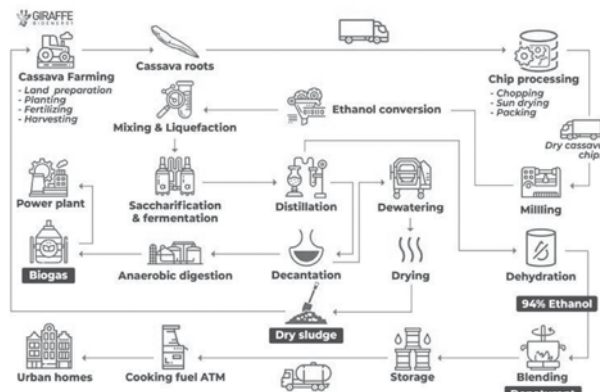 GIRAFFE
BIOENERGY
Cassava Farming
- Land preparation
- Planting
- Fertilizing
- Harvesting
Cassava roots
Chip processing
- Chopping
- Sun drying
- Packing
Dry cassava
chips
Ethanol conversion
Mixing & Liquefaction
Power plant
Saccharification
& fermentation
Distillation
Dewatering
Millling
Biogas
Anaerobic digestion
Decantation
Drying
Dehydration
94% Ethanol
Dry sludge
Urban homes
Cooking fuel ATM
Storage
Blending